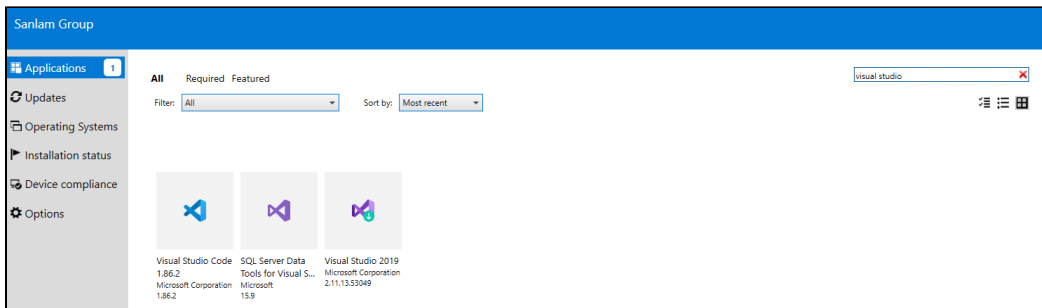 Sanlam Group
Applications 1
Updates
Operating Systems
Installation status
Device compliance
Options
All Required Featured
visual studio
Filter: All Sort by: Most recent
Visual Studio Code
1.86.2
Microsoft Corporation
1.86.2
SQL Server Data
Tools for Visual S...
Microsoft
15.9
Visual Studio 2019
Microsoft Corporation
2.11.13.53049